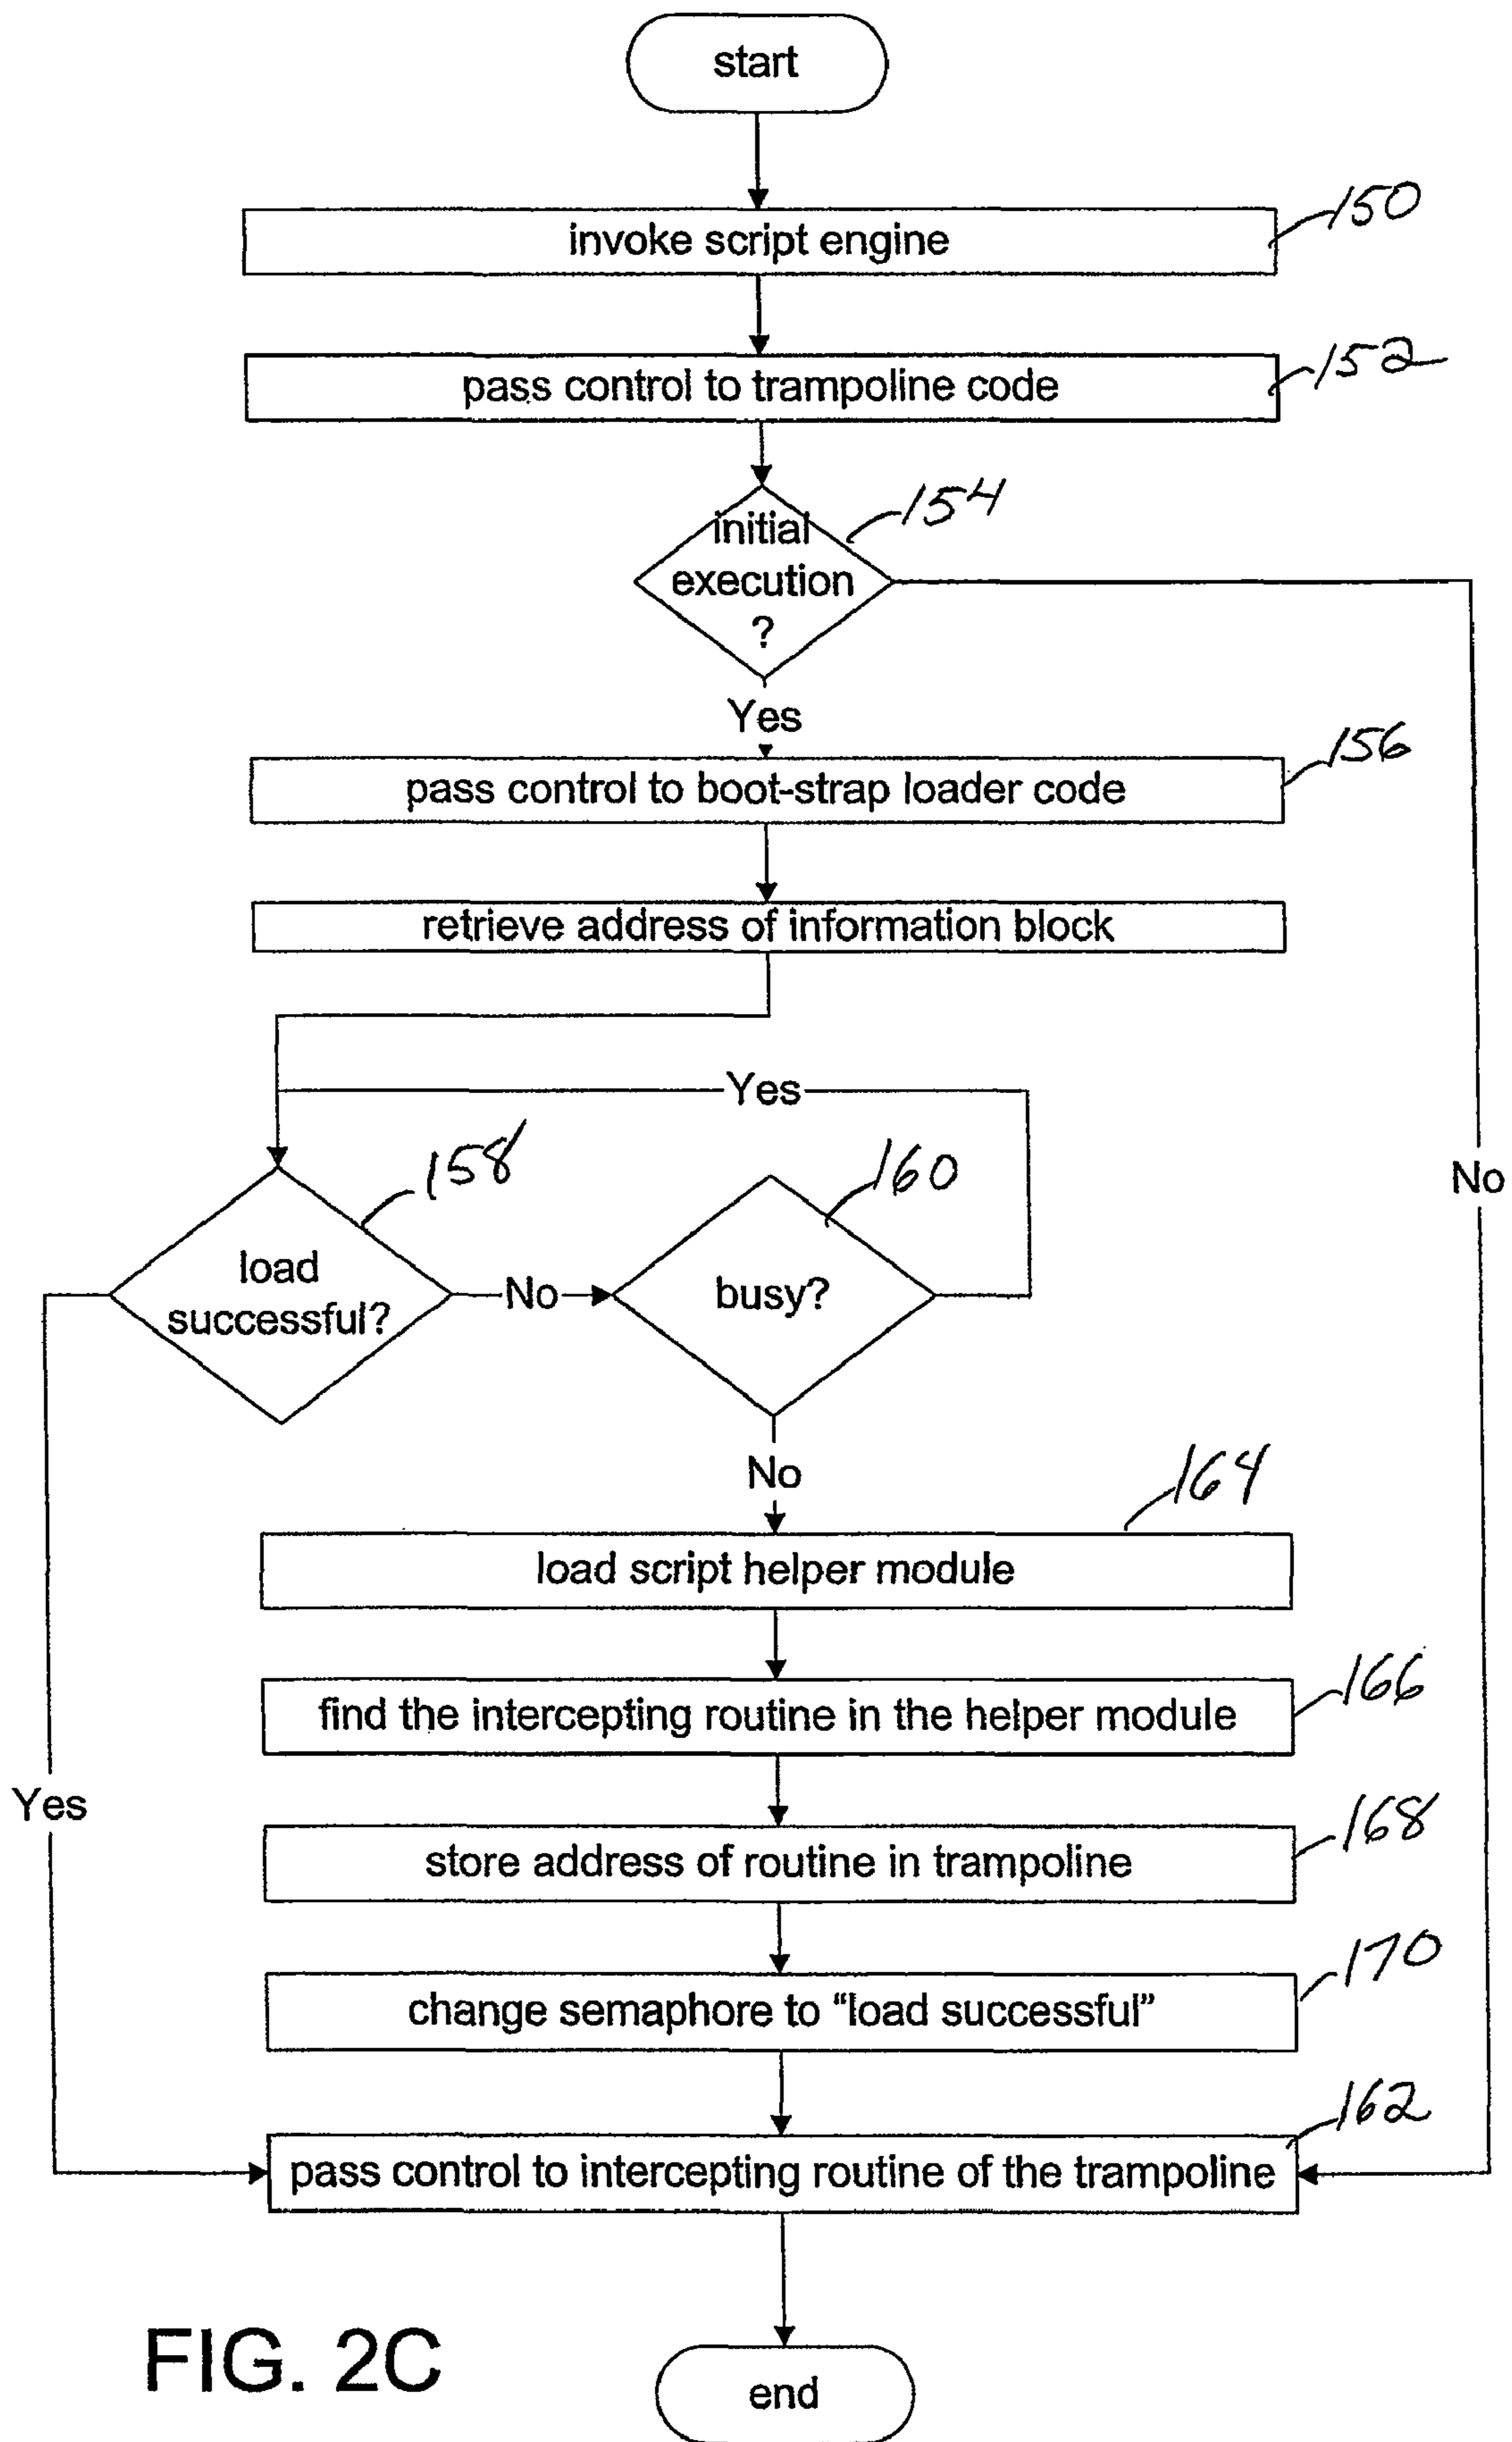 start
invoke script engine
150
pass control to trampoline code
152
initial
execution
?
154
Yes
pass control to boot-strap loader code
156
retrieve address of information block
Yes
158
160
No
load
successful?
No
busy?
No
164
load script helper module
find the intercepting routine in the helper module
166
Yes
store address of routine in trampoline
168
change semaphore to “load successful”
170
pass control to intercepting routine of the trampoline
162
FIG. 2C
end